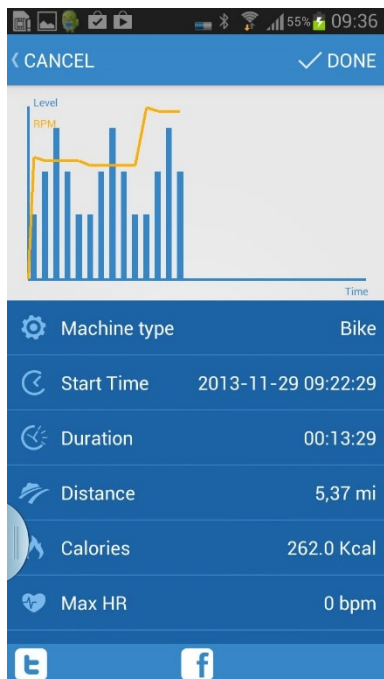 55% 09:36
CANCEL DONE
Level
RPM
Time
Machine type Bike
Start Time 2013-11-29 09:22:29
Duration 00:13:29
Distance 5,37 mi
Calories 262.0 Kcal
Max HR 0 bpm